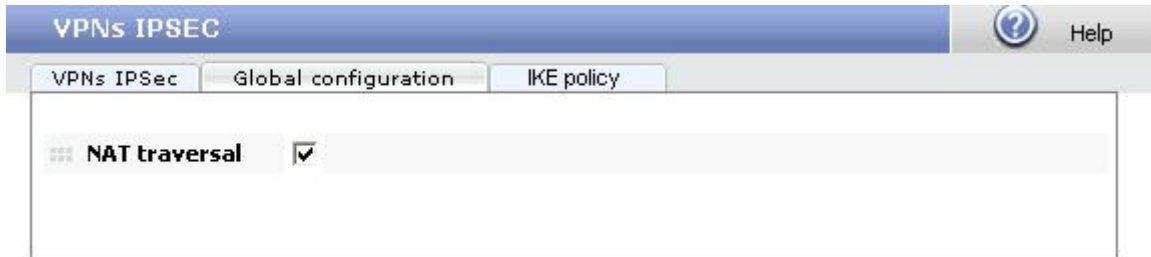 VPNs IPSEC
Help
VPNs IPSec
Global configuration
IKE policy
NAT traversal